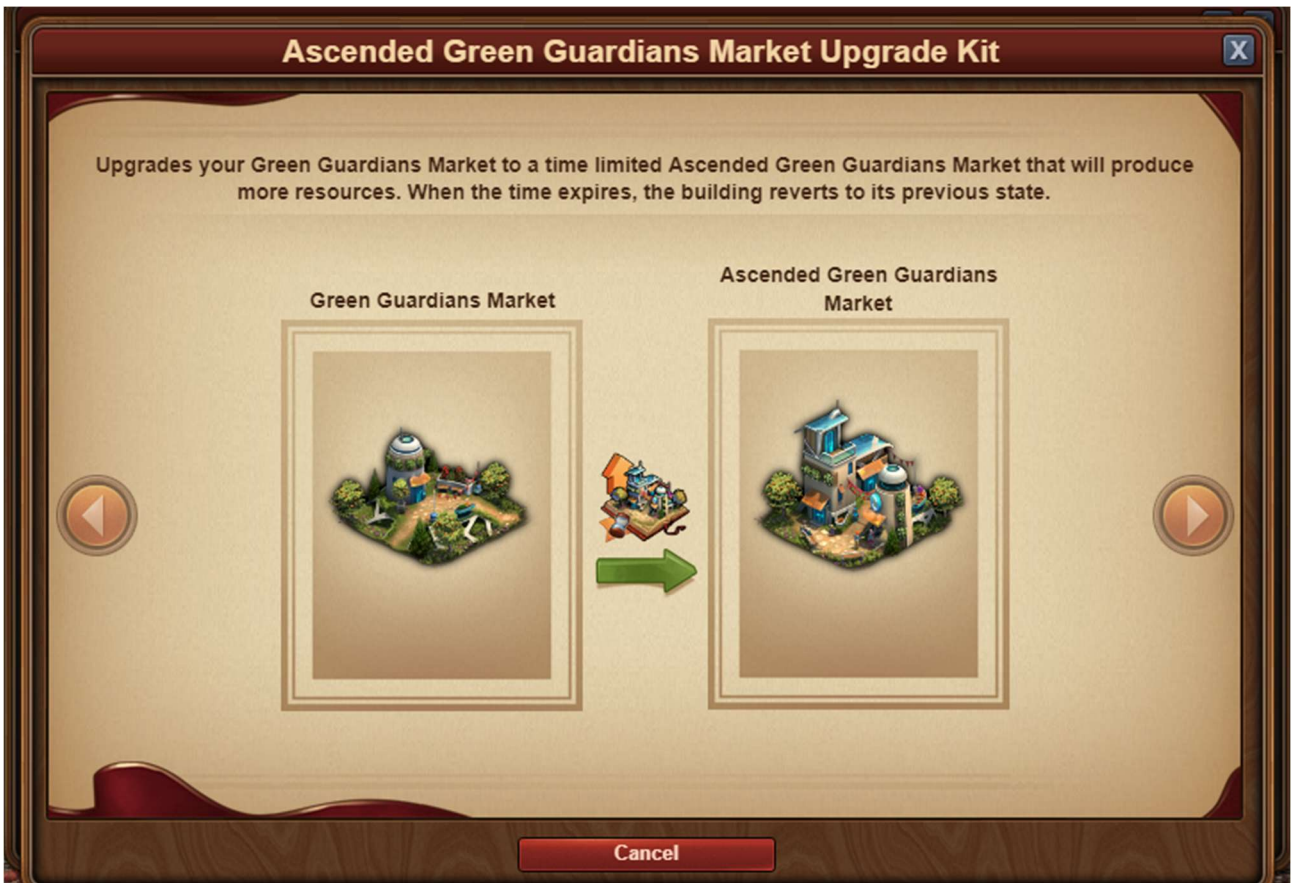 Ascended Green Guardians Market Upgrade Kit
X
Upgrades your Green Guardians Market to a time limited Ascended Green Guardians Market that will produce
more resources. When the time expires, the building reverts to its previous state.
Green Guardians Market
Ascended Green Guardians
Market
Cancel